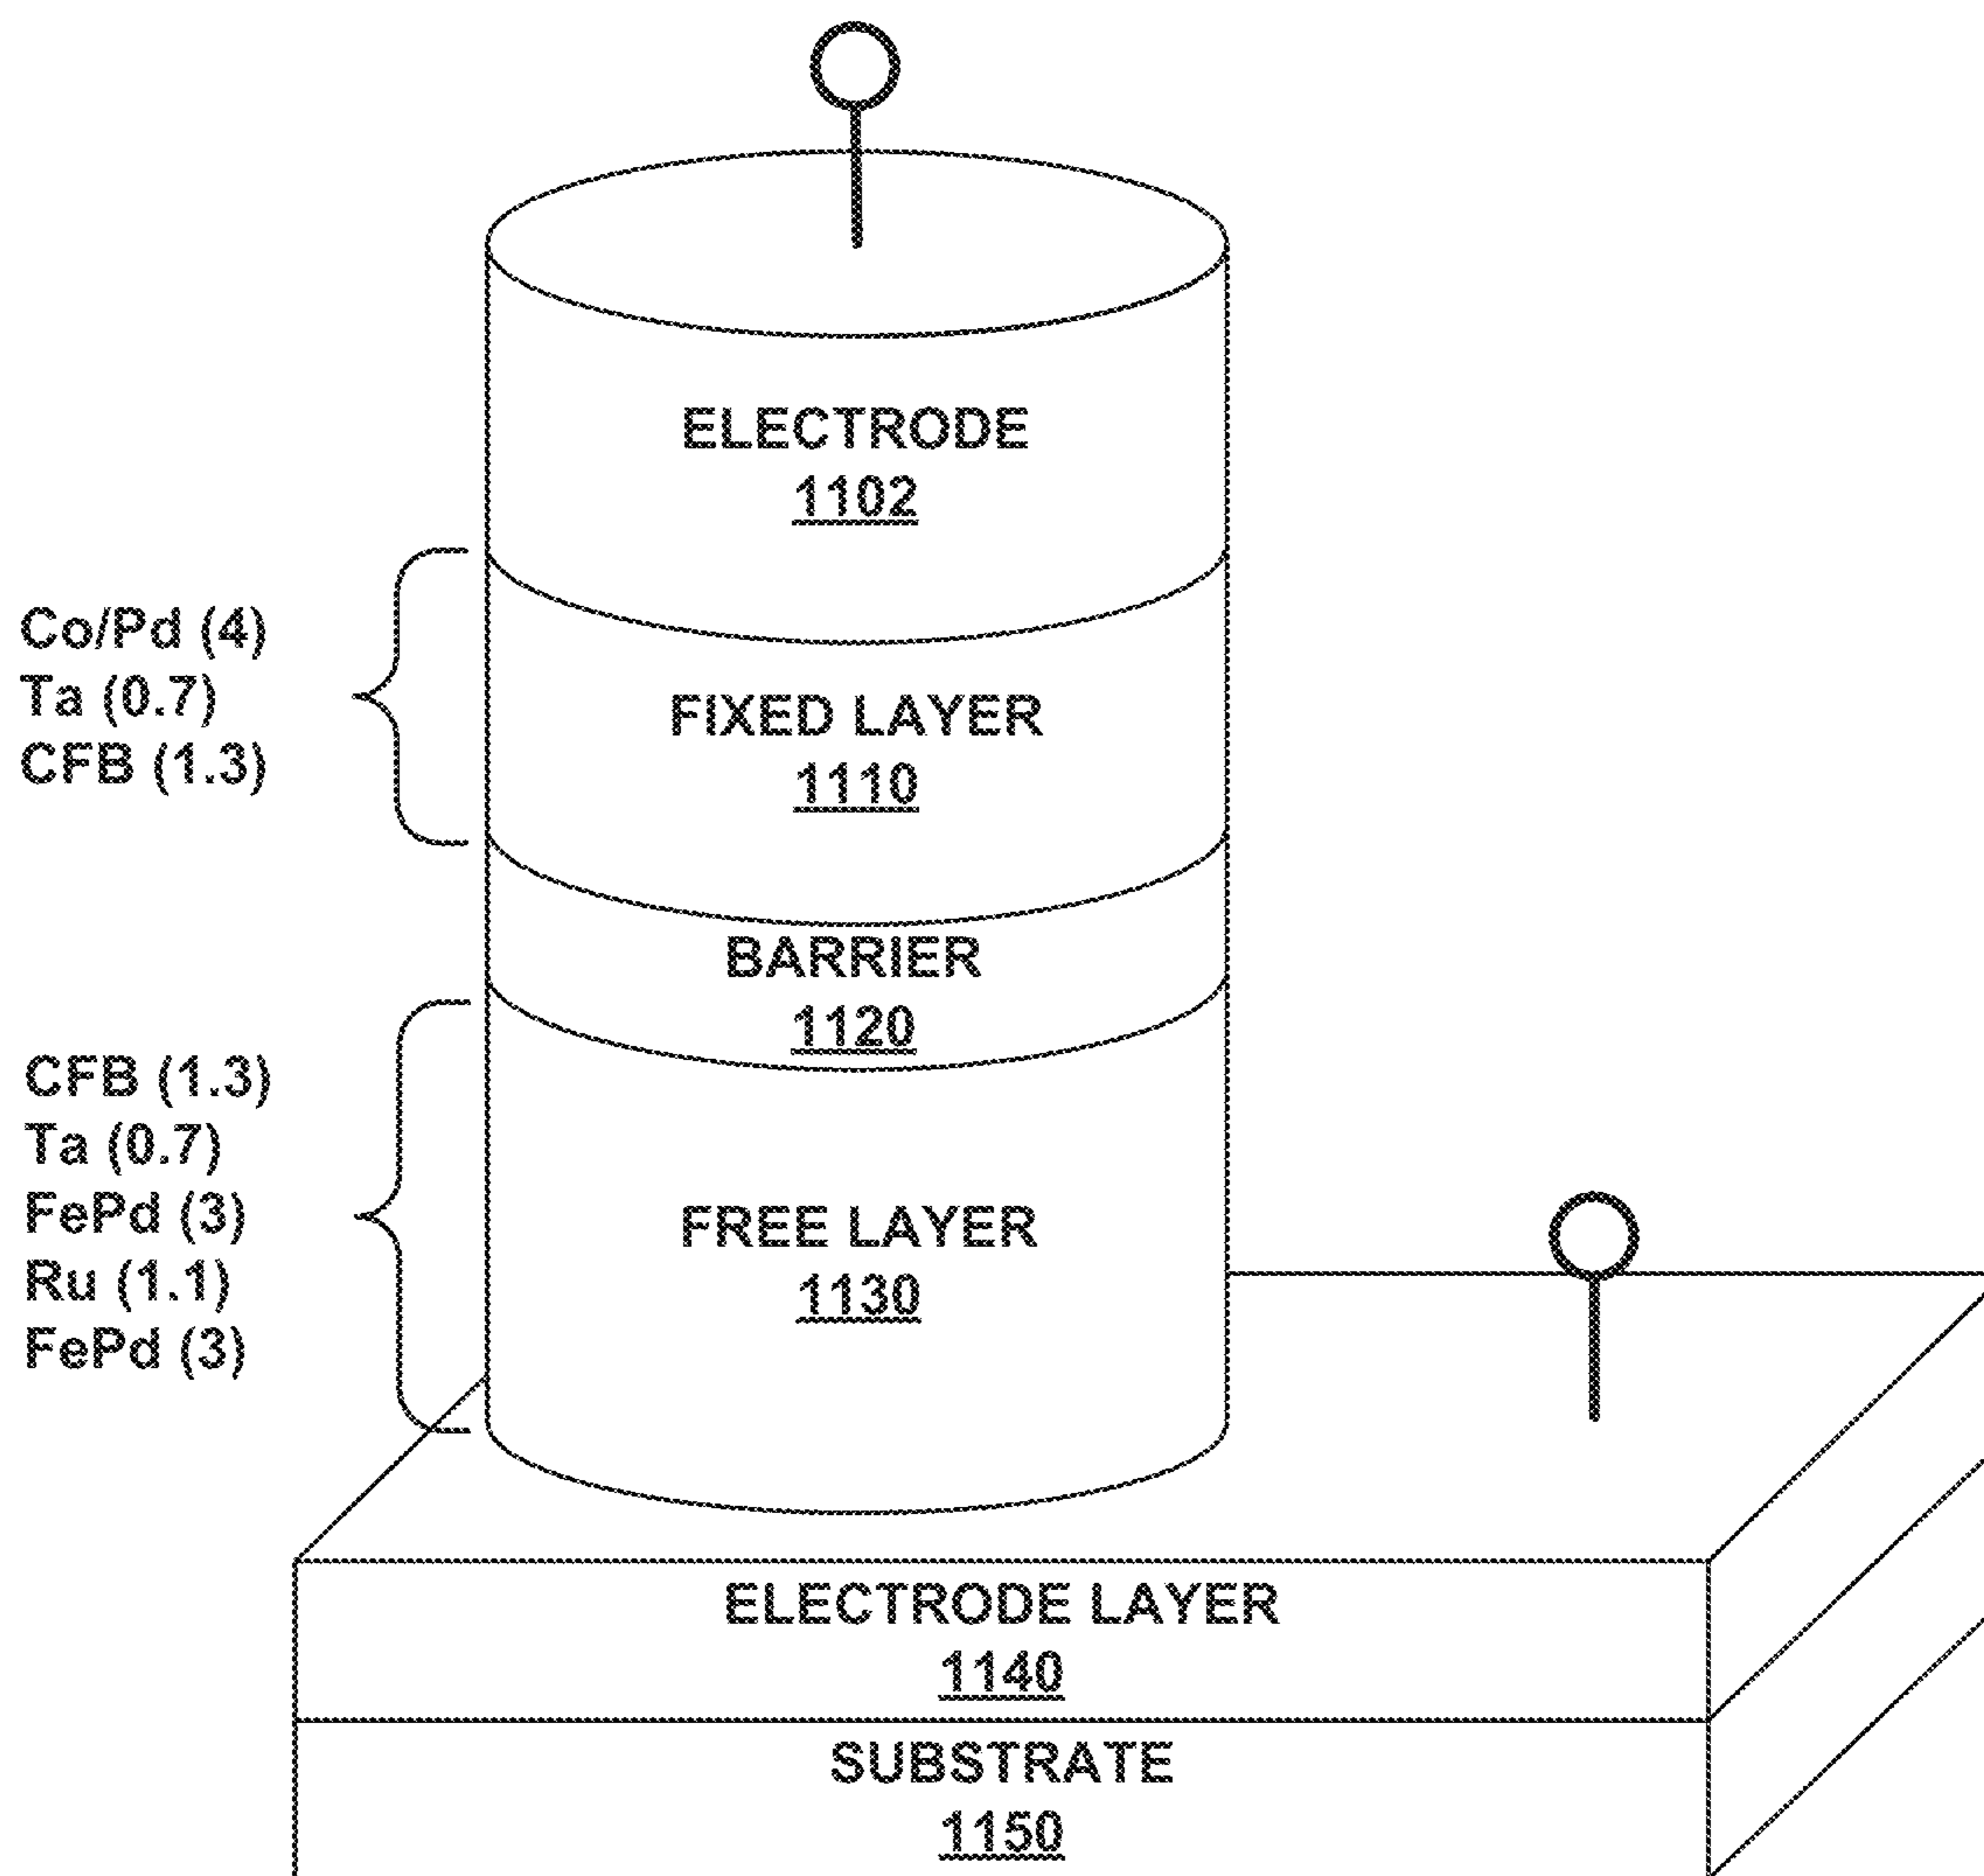 ELECTRODE
1102
Co/Pd (4)
Ta (0.7)
CFB (1.3)
FIXED LAYER
1110
BARRIER
1120
CFB (1.3)
Ta (0.7)
FePd (3)
Ru (1.1)
FePd (3)
FREE LAYER
1130
ELECTRODE LAYER
1140
SUBSTRATE
1150